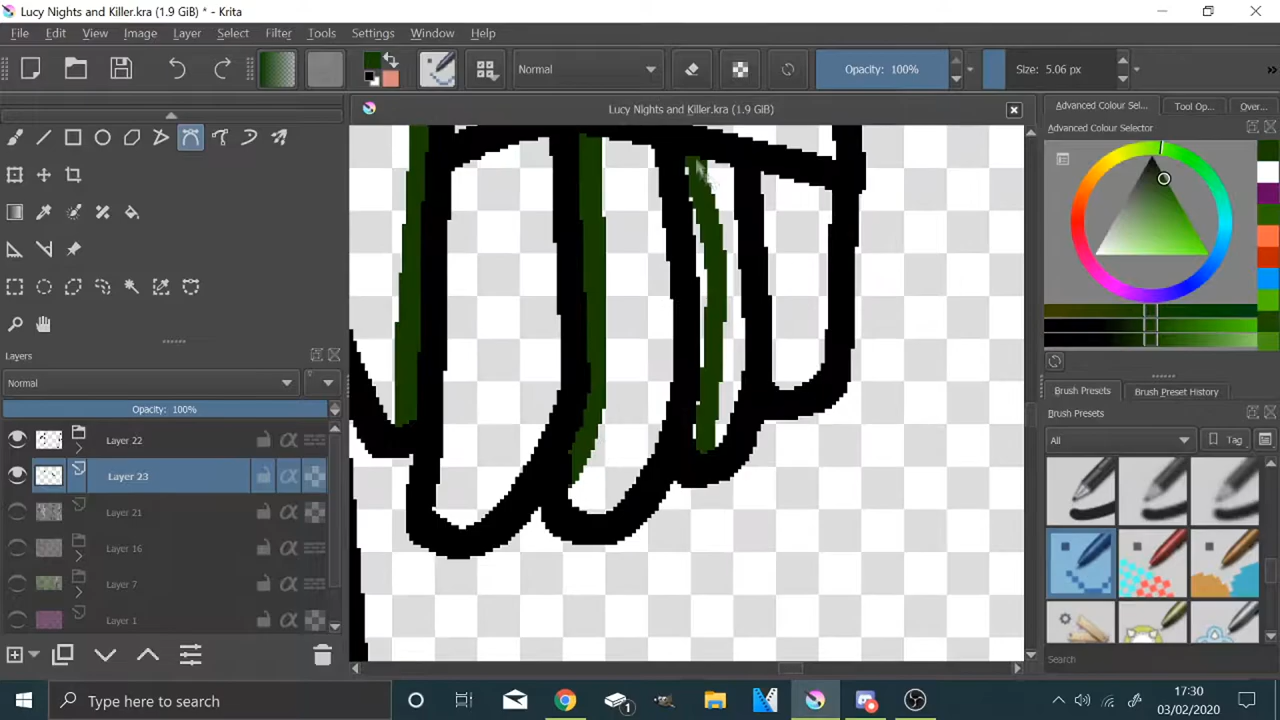 Lucy Nights and Killer.kra (1.9 GiB) * - Krita
File Edit View Image Layer Select Filter Tools Settings Window Help
Normal
Opacity: 100%
Size: 5.06 px
Lucy Nights and Killer.kra (1.9 GiB)
Advanced Colour Sel... Tool Op... Over...
Advanced Colour Selector
Layers
Normal
Opacity: 100%
Layer 22
Layer 23
Layer 21
Layer 16
Layer 7
Layer 1
Brush Presets Brush Preset History
Brush Presets
All
Tag
Search
Type here to search
1
17:30
03/02/2020